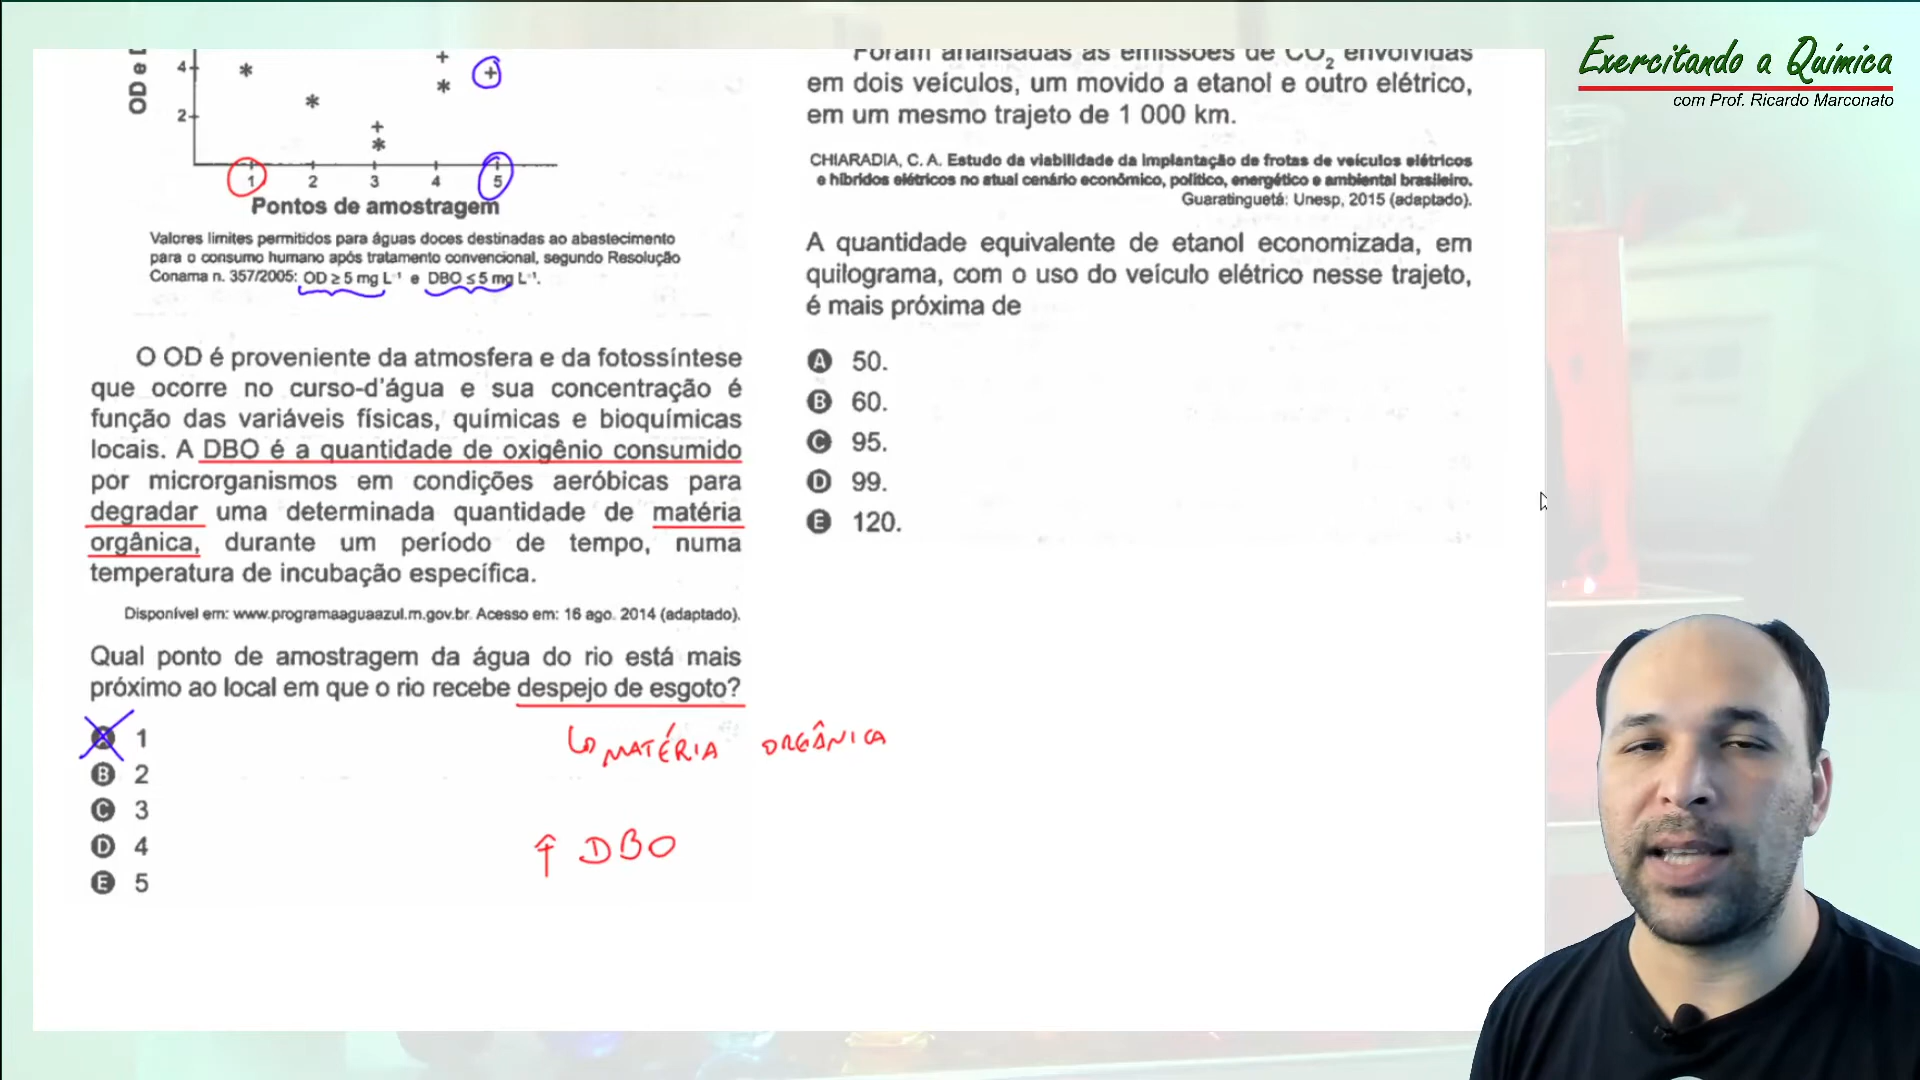 OD e
4
2
1 2 3 4 5
Pontos de amostragem
Valores limites permitidos para águas doces destinadas ao abastecimento
para o consumo humano após tratamento convencional, segundo Resolução
Conama n. 357/2005: OD ≥ 5 mg L⁻¹ e DBO ≤ 5 mg L⁻¹.
O OD é proveniente da atmosfera e da fotossíntese
que ocorre no curso-d'água e sua concentração é
função das variáveis físicas, químicas e bioquímicas
locais. A DBO é a quantidade de oxigênio consumido
por microrganismos em condições aeróbicas para
degradar uma determinada quantidade de matéria
orgânica, durante um período de tempo, numa
temperatura de incubação específica.
Disponível em: www.programaaguaazul.rn.gov.br. Acesso em: 16 ago. 2014 (adaptado).
Qual ponto de amostragem da água do rio está mais
próximo ao local em que o rio recebe despejo de esgoto?
A 1
B 2
C 3
D 4
E 5
MATÉRIA ORGÂNICA
↑ DBO
Foram analisadas as emissões de CO₂ envolvidas
em dois veículos, um movido a etanol e outro elétrico,
em um mesmo trajeto de 1 000 km.
CHIARADIA, C. A. Estudo da viabilidade da implantação de frotas de veículos elétricos
e híbridos elétricos no atual cenário econômico, político, energético e ambiental brasileiro.
Guaratinguetá: Unesp, 2015 (adaptado).
A quantidade equivalente de etanol economizada, em
quilograma, com o uso do veículo elétrico nesse trajeto,
é mais próxima de
A 50.
B 60.
C 95.
D 99.
E 120.
Exercitando a Química
com Prof. Ricardo Marconato